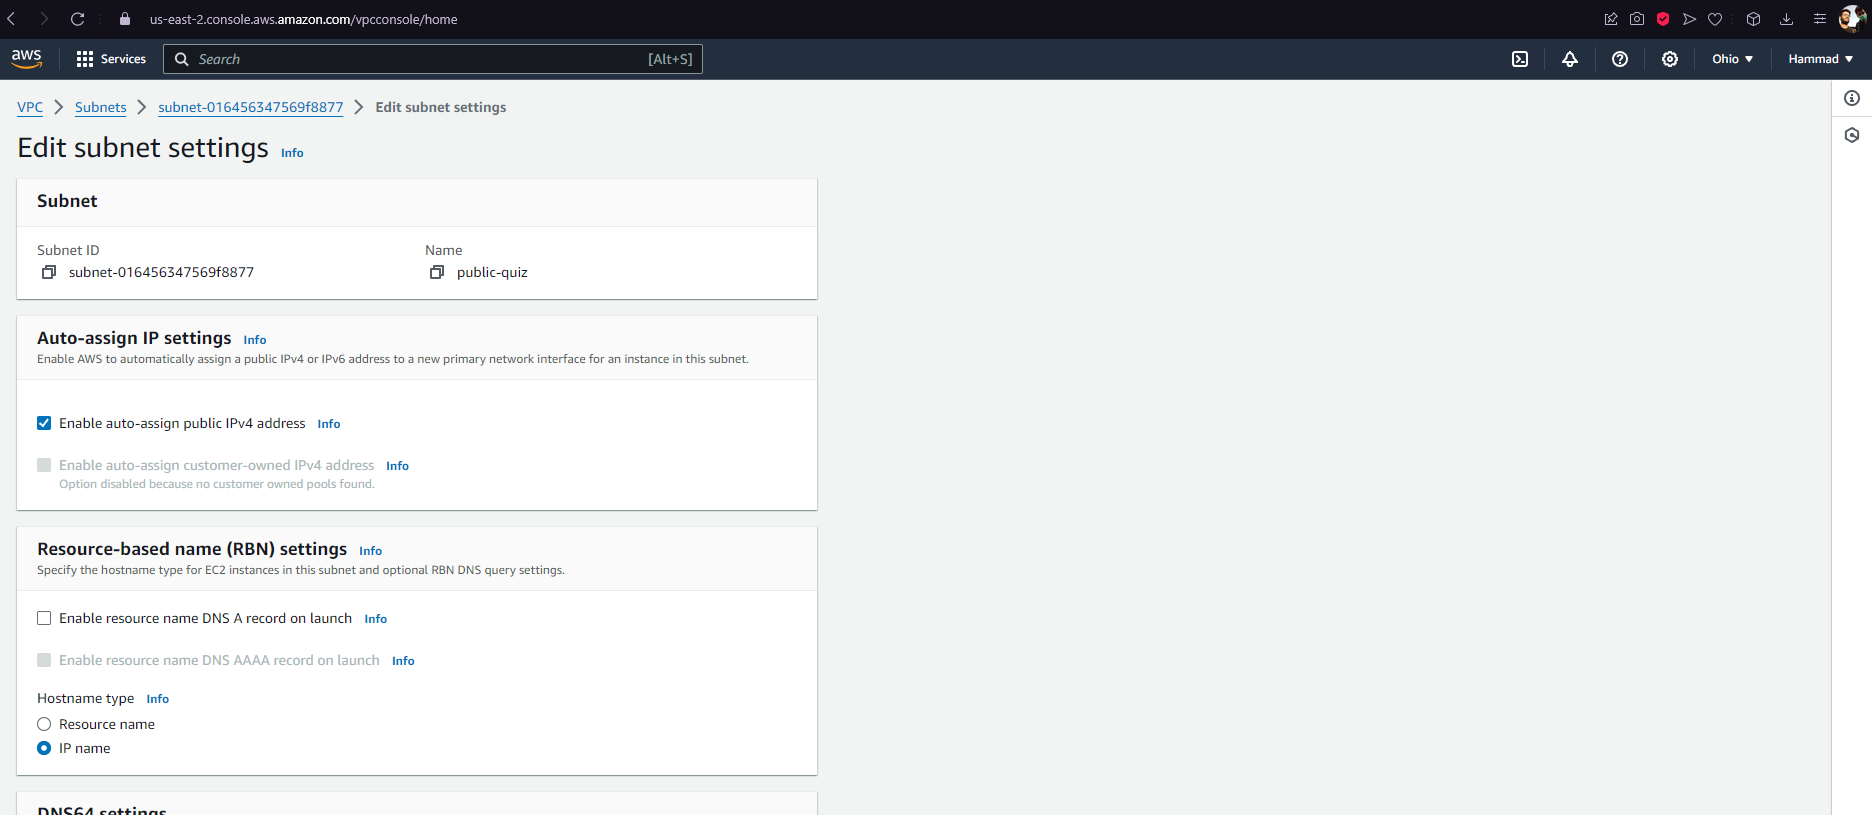 us-east-2.console.aws.amazon.com/vpcconsole/home
aws Services Search [Alt+S] Ohio Hammad
VPC Subnets subnet-016456347569f8877 Edit subnet settings
Edit subnet settings Info
Subnet
Subnet ID Name
subnet-016456347569f8877 public-quiz
Auto-assign IP settings Info
Enable AWS to automatically assign a public IPv4 or IPv6 address to a new primary network interface for an instance in this subnet.
Enable auto-assign public IPv4 address Info
Enable auto-assign customer-owned IPv4 address Info
Option disabled because no customer owned pools found.
Resource-based name (RBN) settings Info
Specify the hostname type for EC2 instances in this subnet and optional RBN DNS query settings.
Enable resource name DNS A record on launch Info
Enable resource name DNS AAAA record on launch Info
Hostname type Info
Resource name
IP name
DNS64 settings